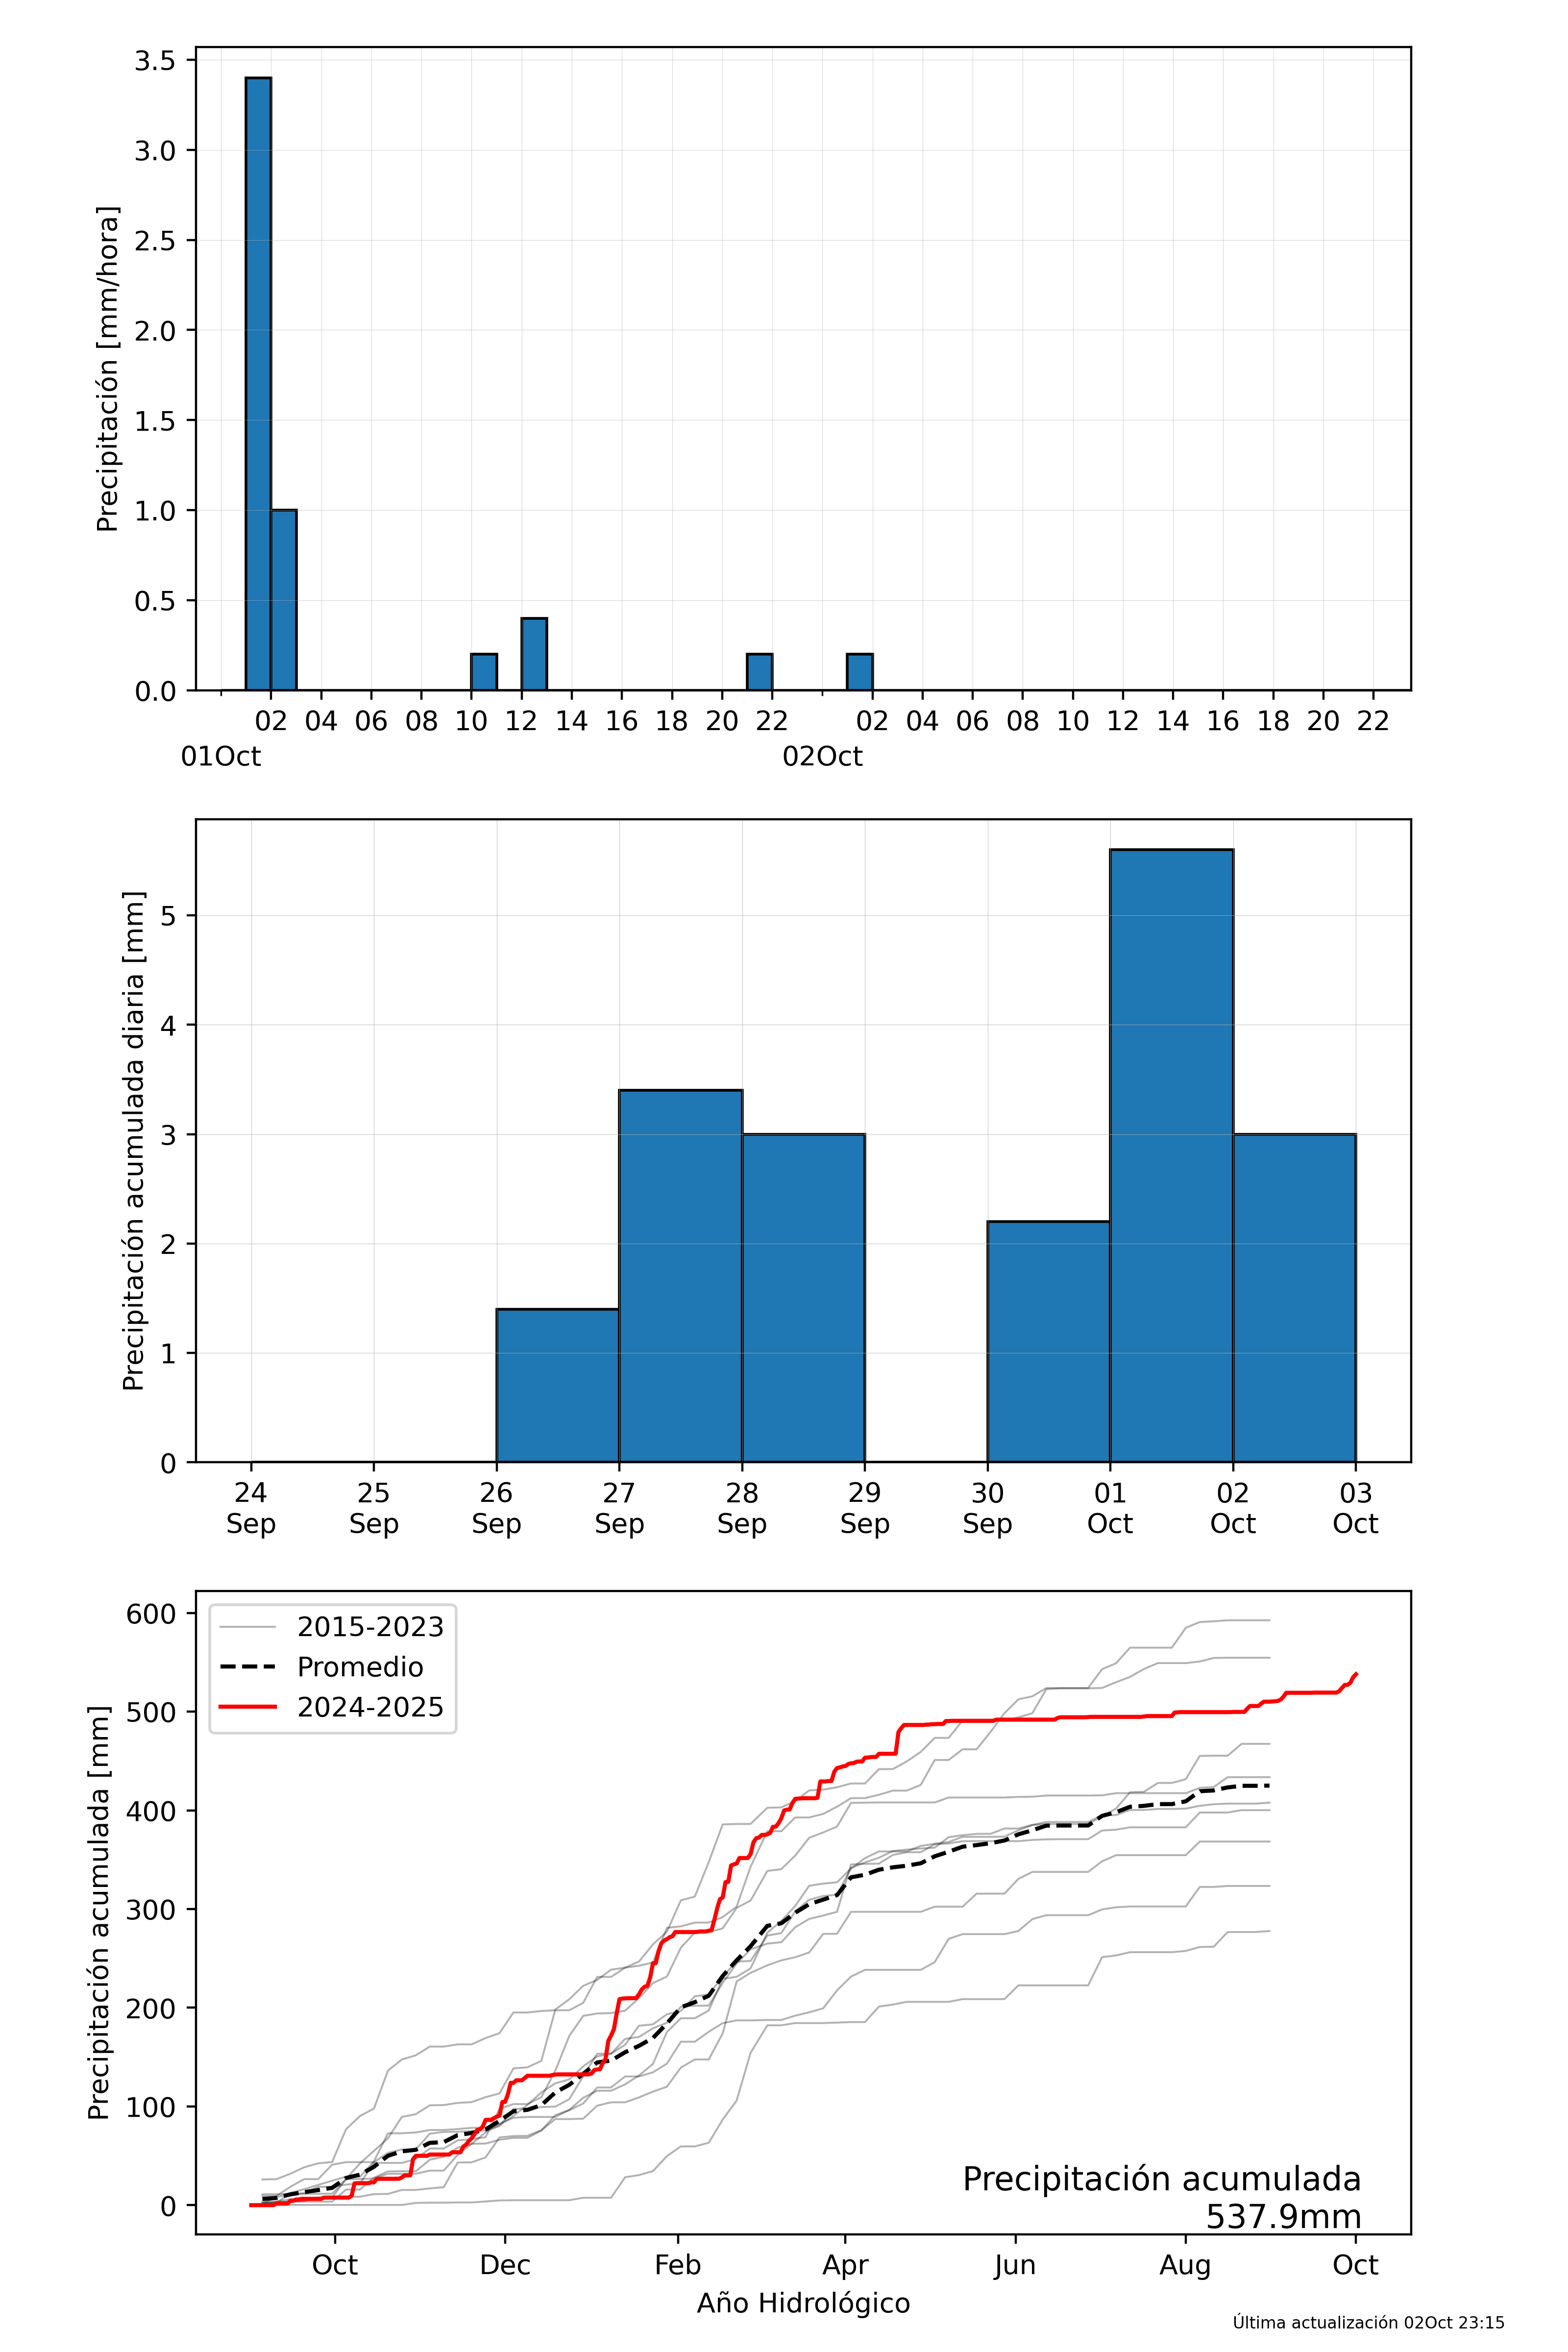 3.5
3.0
2.5
2.0
1.5
1.0
0.5
0.0
Precipitación [mm/hora]
02 04 06 08 10 12 14 16 18 20 22 02 04 06 08 10 12 14 16 18 20 22
01Oct 02Oct
5
4
3
2
1
0
Precipitación acumulada diaria [mm]
24 25 26 27 28 29 30 01 02 03
Sep Sep Sep Sep Sep Sep Sep Oct Oct Oct
600
500
400
300
200
100
0
Precipitación acumulada [mm]
2015-2023
Promedio
2024-2025
Precipitación acumulada
537.9mm
Oct Dec Feb Apr Jun Aug Oct
Año Hidrológico
Última actualización 02Oct 23:15